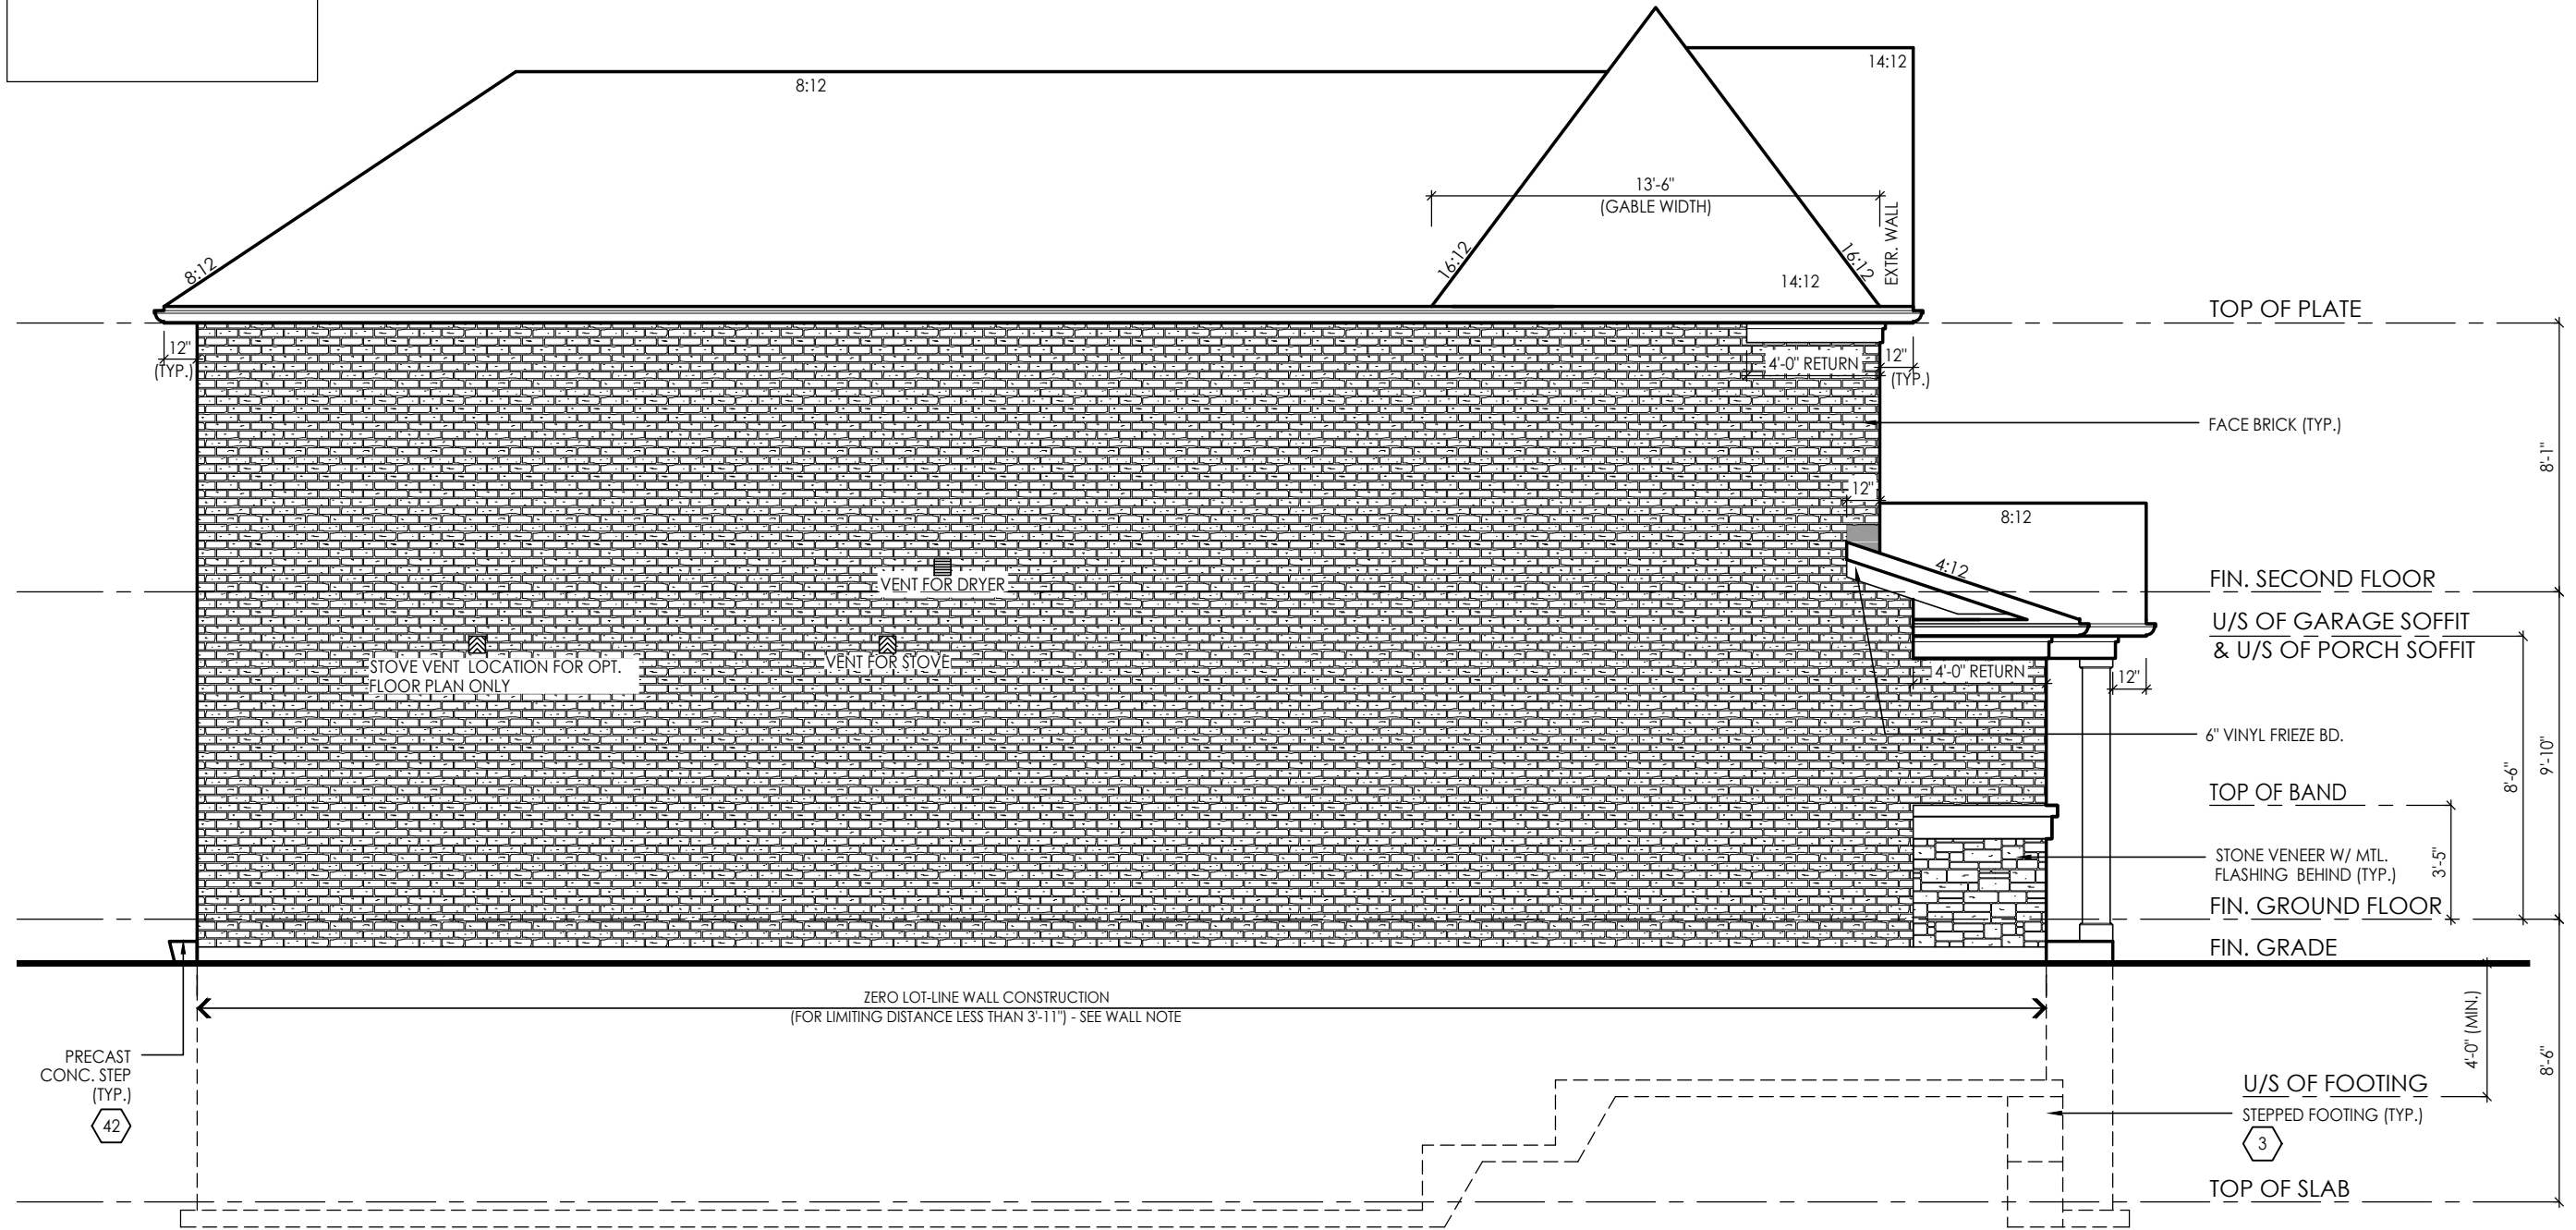 14:12
8:12
13'-6"
(GABLE WIDTH)
EXTR. WALL
8:12
16:12
16:12
14:12
TOP OF PLATE
12"
(TYP.)
4'-0" RETURN
12"
(TYP.)
FACE BRICK (TYP.)
8'-1"
12"
8:12
4:12
VENT FOR DRYER
FIN. SECOND FLOOR
U/S OF GARAGE SOFFIT
& U/S OF PORCH SOFFIT
STOVE VENT LOCATION FOR OPT.
FLOOR PLAN ONLY
VENT FOR STOVE
4'-0" RETURN
12"
6" VINYL FRIEZE BD.
9'-10"
8'-6"
TOP OF BAND
STONE VENEER W/ MTL.
FLASHING BEHIND (TYP.)
3'-5"
FIN. GROUND FLOOR
FIN. GRADE
ZERO LOT-LINE WALL CONSTRUCTION
(FOR LIMITING DISTANCE LESS THAN 3'-11") - SEE WALL NOTE
4'-0" (MIN.)
8'-6"
PRECAST
CONC. STEP
(TYP.)
42
U/S OF FOOTING
STEPPED FOOTING (TYP.)
3
TOP OF SLAB